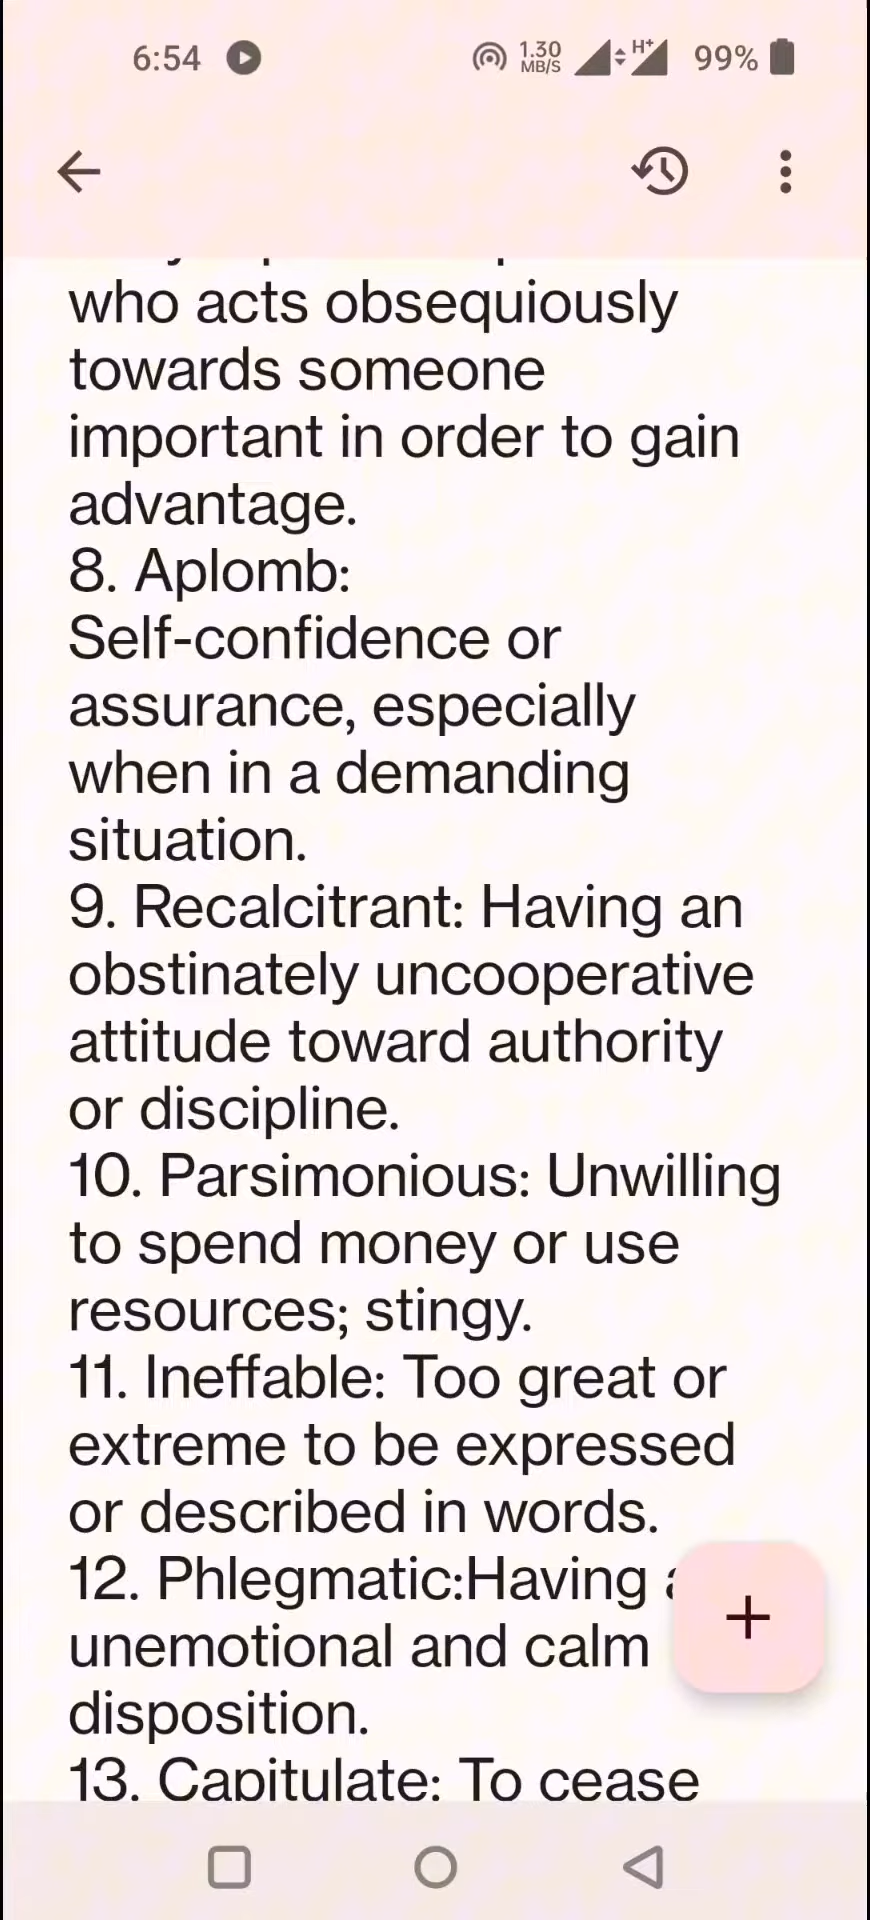 6:54 1.30 MB/S H+ 99%
who acts obsequiously
towards someone
important in order to gain
advantage.
8. Aplomb:
Self-confidence or
assurance, especially
when in a demanding
situation.
9. Recalcitrant: Having an
obstinately uncooperative
attitude toward authority
or discipline.
10. Parsimonious: Unwilling
to spend money or use
resources; stingy.
11. Ineffable: Too great or
extreme to be expressed
or described in words.
12. Phlegmatic:Having
unemotional and calm
disposition.
13. Capitulate: To cease